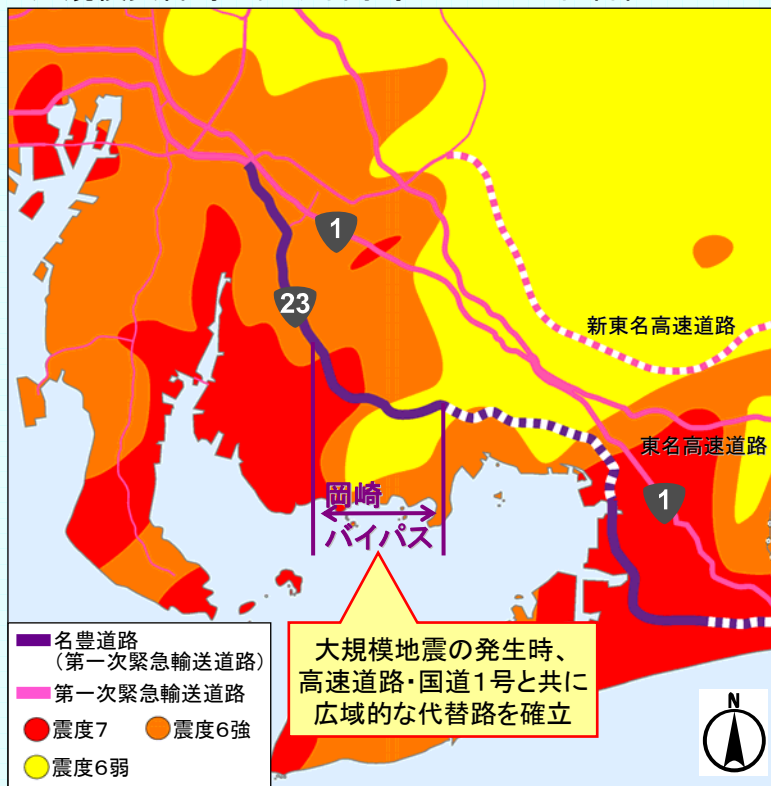 1
23
新東名高速道路
東名高速道路
1
岡崎
バイパス
大規模地震の発生時、
高速道路・国道1号と共に
広域的な代替路を確立
名豊道路
(第一次緊急輸送道路)
第一次緊急輸送道路
震度7 震度6強
震度6弱
N